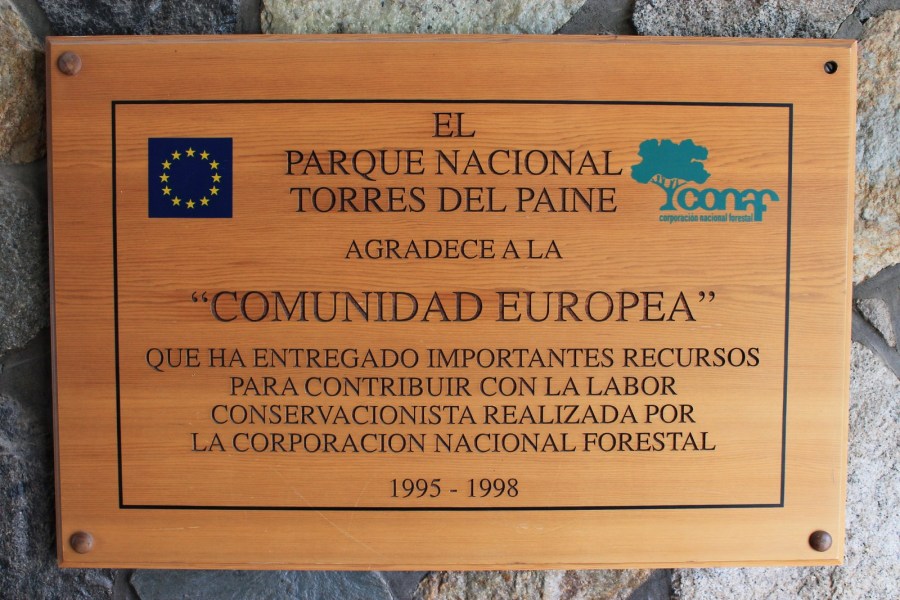 EL
PARQUE NACIONAL
TORRES DEL PAINE
conaf
corporación nacional forestal
AGRADECE A LA
“COMUNIDAD EUROPEA”
QUE HA ENTREGADO IMPORTANTES RECURSOS
PARA CONTRIBUIR CON LA LABOR
CONSERVACIONISTA REALIZADA POR
LA CORPORACION NACIONAL FORESTAL
1995 - 1998